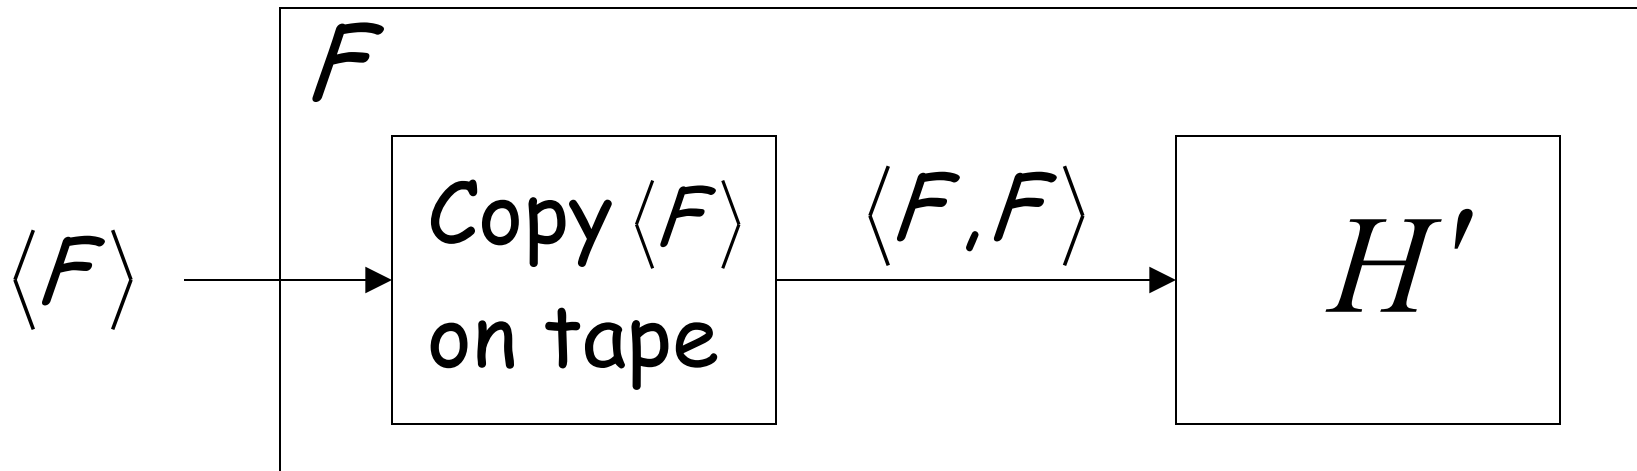 F
⟨F⟩
Copy ⟨F⟩
on tape
⟨F,F⟩
H′